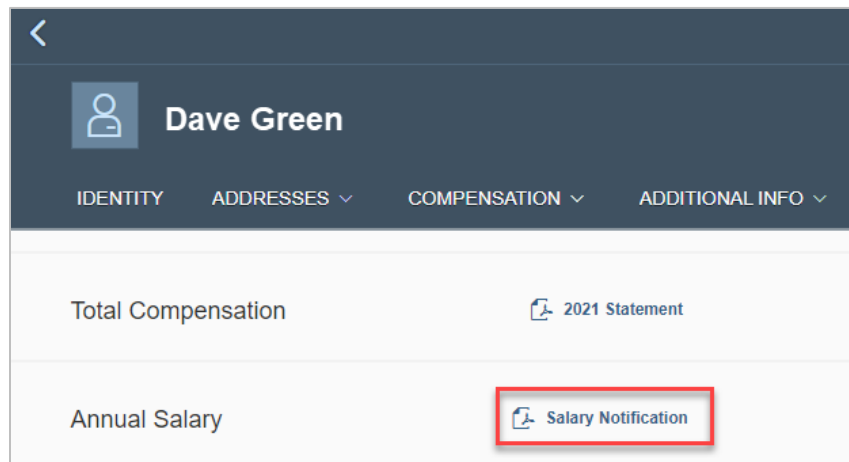 Dave Green
IDENTITY ADDRESSES COMPENSATION ADDITIONAL INFO
Total Compensation 2021 Statement
Annual Salary Salary Notification